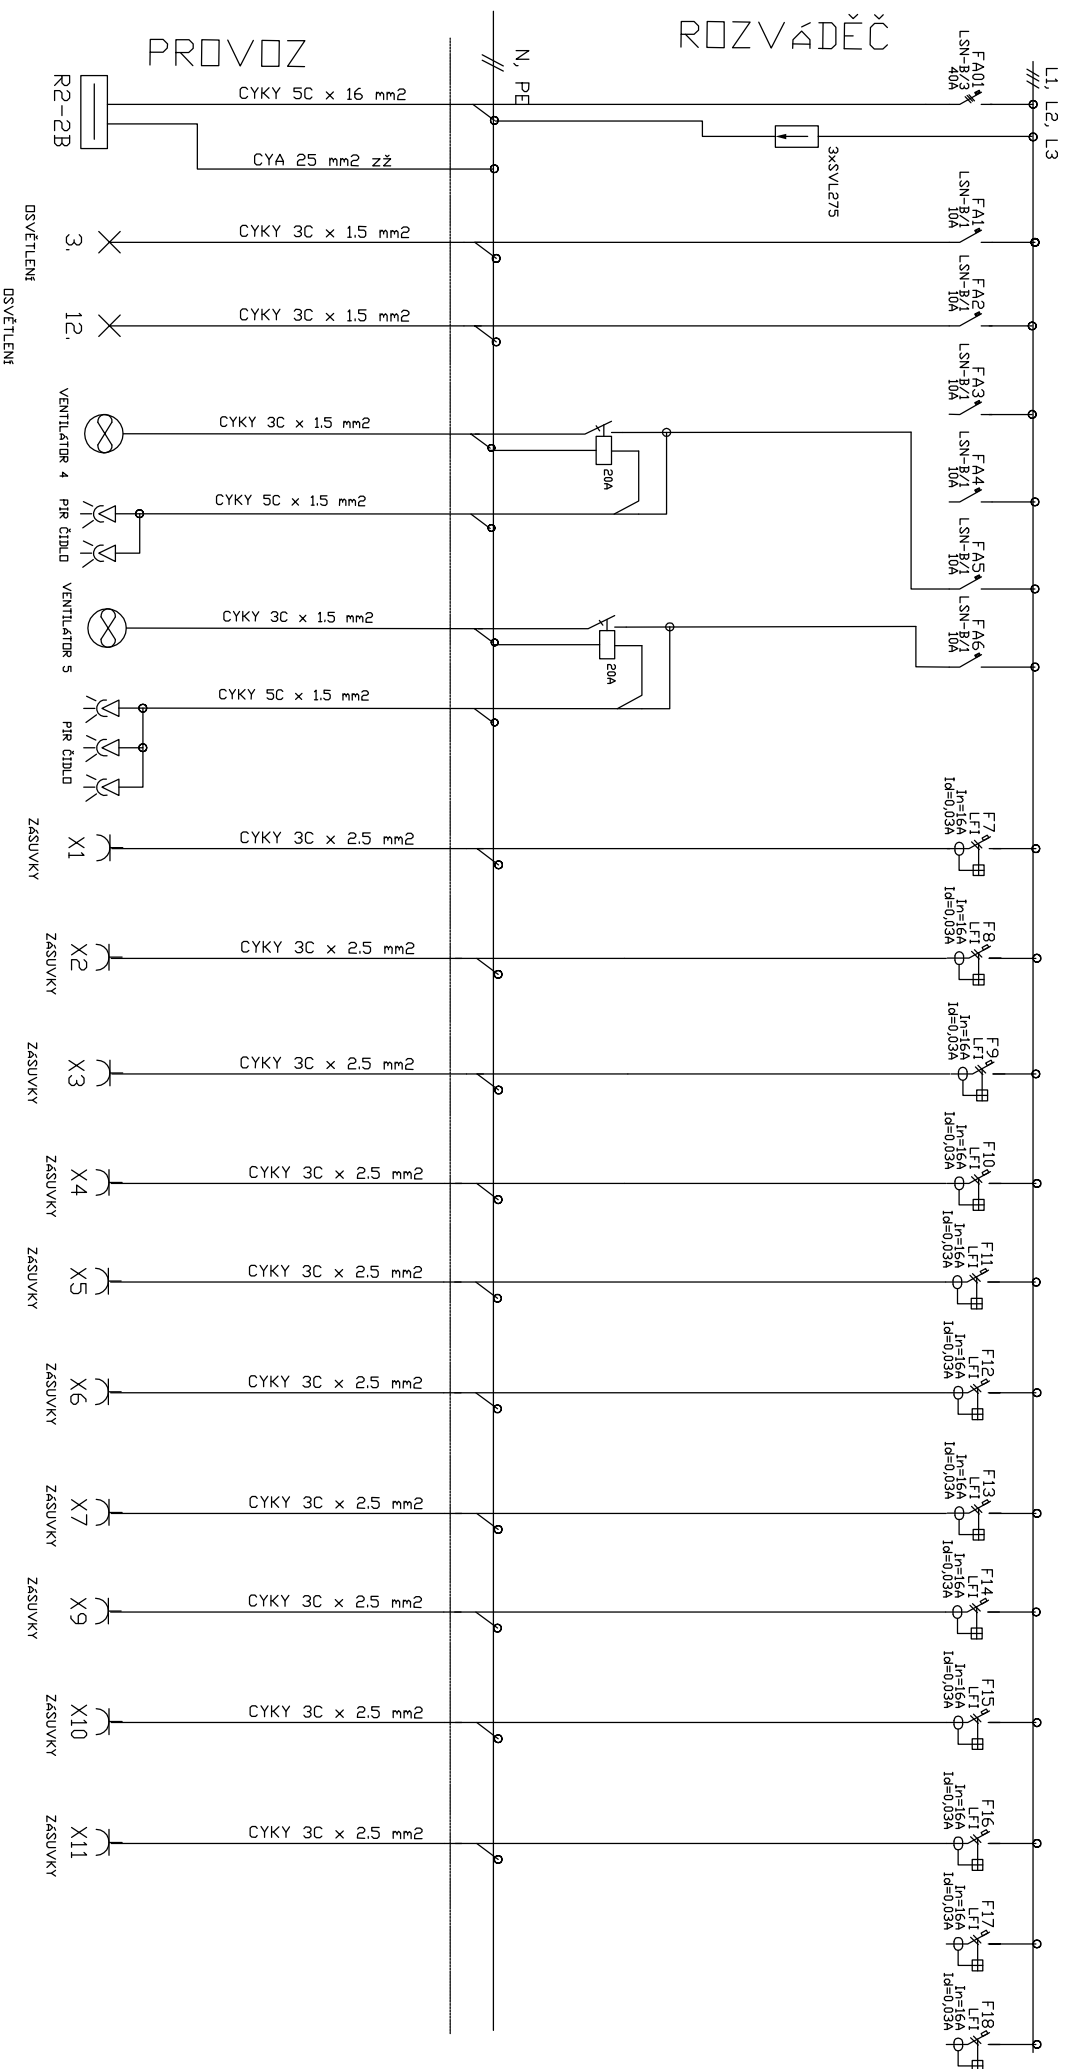 PROVOZ
ROZVÁDĚČ
L1, L2, L3
N, PE
FA01
LSN-B/3
40A
3xSVL275
CYKY 5C x 16 mm2
R2-2B
CYA 25 mm2 zž
FA1
LSN-B/1
10A
CYKY 3C x 1.5 mm2
3.
OSVĚTLENÍ
FA2
LSN-B/1
10A
CYKY 3C x 1.5 mm2
12.
OSVĚTLENÍ
FA3
LSN-B/1
10A
FA4
LSN-B/1
10A
FA5
LSN-B/1
10A
20A
CYKY 3C x 1.5 mm2
VENTILÁTOR 4
CYKY 5C x 1.5 mm2
PIR ČIDLO
FA6
LSN-B/1
10A
20A
CYKY 3C x 1.5 mm2
VENTILÁTOR 5
CYKY 5C x 1.5 mm2
PIR ČIDLO
F7
LFI
In=16A
Id=0,03A
CYKY 3C x 2.5 mm2
X1
ZÁSUVKY
F8
LFI
In=16A
Id=0,03A
CYKY 3C x 2.5 mm2
X2
ZÁSUVKY
F9
LFI
In=16A
Id=0,03A
CYKY 3C x 2.5 mm2
X3
ZÁSUVKY
F10
LFI
In=16A
Id=0,03A
CYKY 3C x 2.5 mm2
X4
ZÁSUVKY
F11
LFI
In=16A
Id=0,03A
CYKY 3C x 2.5 mm2
X5
ZÁSUVKY
F12
LFI
In=16A
Id=0,03A
CYKY 3C x 2.5 mm2
X6
ZÁSUVKY
F13
LFI
In=16A
Id=0,03A
CYKY 3C x 2.5 mm2
X7
ZÁSUVKY
F14
LFI
In=16A
Id=0,03A
CYKY 3C x 2.5 mm2
X9
ZÁSUVKY
F15
LFI
In=16A
Id=0,03A
CYKY 3C x 2.5 mm2
X10
ZÁSUVKY
F16
LFI
In=16A
Id=0,03A
CYKY 3C x 2.5 mm2
X11
ZÁSUVKY
F17
LFI
In=16A
Id=0,03A
F18
LFI
In=16A
Id=0,03A